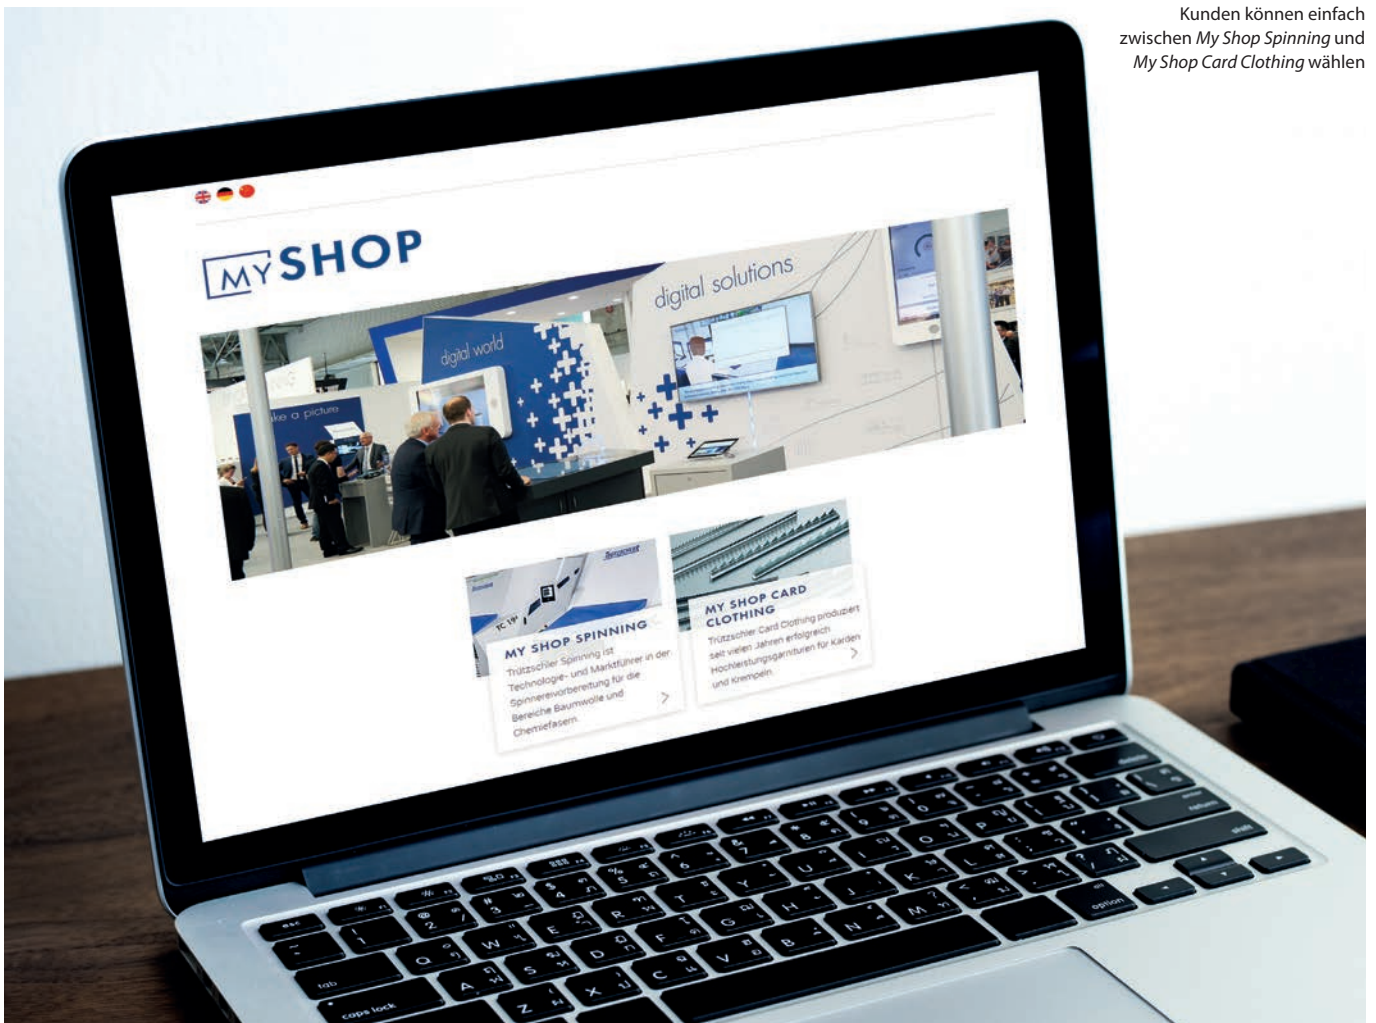 Kunden können einfach
zwischen My Shop Spinning und
My Shop Card Clothing wählen
MY SHOP
digital solutions
digital world
ke a picture
TC 19
MY SHOP SPINNING
Trützschler Spinning ist
Technologie- und Marktführer in der
Spinnereivorbereitung für die
Bereiche Baumwolle und
Chemiefasern.
MY SHOP CARD
CLOTHING
Trützschler Card Clothing produziert
seit vielen Jahren erfolgreich
Hochleistungsgarnituren für Karden
und Krempeln.
esc
delete
tab
Q W E R T Y U I O P
return
caps lock
A S D F G H J K L
shift
Z X C V B N M
option